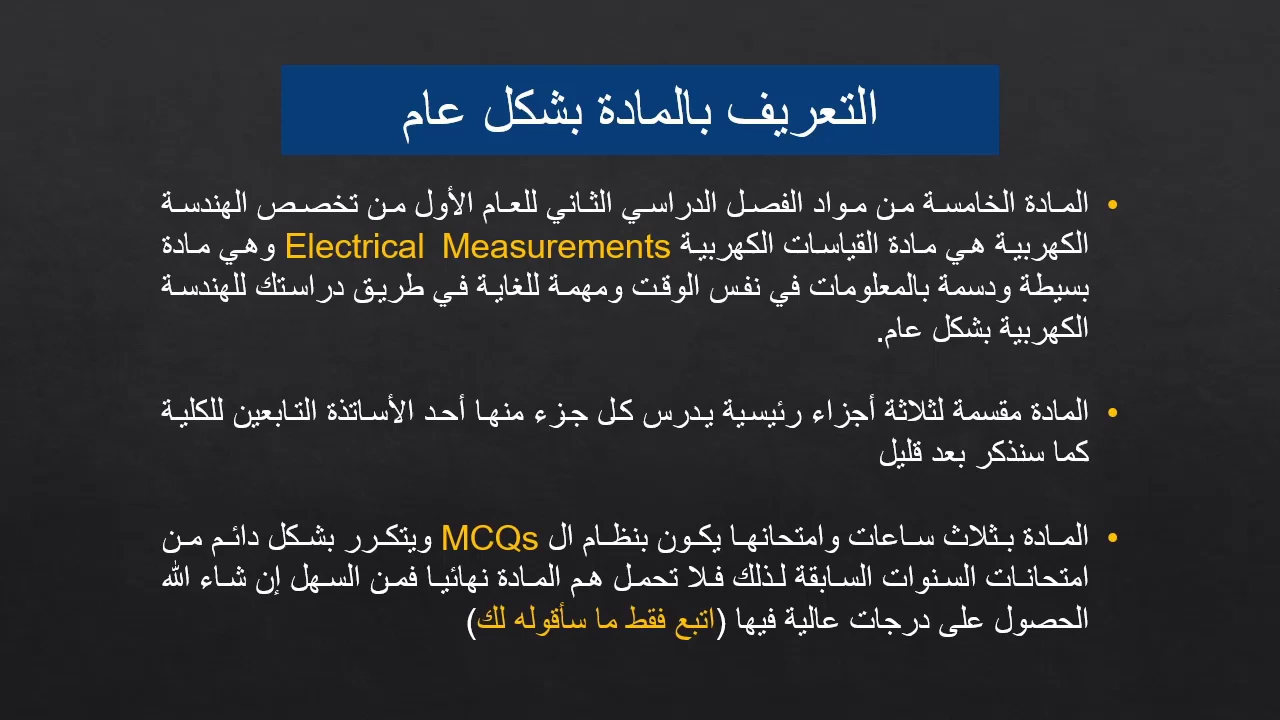 التعريف بالمادة بشكل عام
• المادة الخامسة من مواد الفصل الدراسي الثاني للعام الأول من تخصص الهندسة
الكهربية هي مادة القياسات الكهربية Electrical Measurements وهي مادة
بسيطة ودسمة بالمعلومات في نفس الوقت ومهمة للغاية في طريق دراستك للهندسة
الكهربية بشكل عام.
• المادة مقسمة لثلاثة أجزاء رئيسية يدرس كل جزء منها أحد الأساتذة التابعين للكلية
كما سنذكر بعد قليل
• المادة بثلاث ساعات وامتحانها يكون بنظام ال MCQs ويتكرر بشكل دائم من
امتحانات السنوات السابقة لذلك فلا تحمل هم المادة نهائيا فمن السهل إن شاء الله
الحصول على درجات عالية فيها (اتبع فقط ما سأقوله لك)